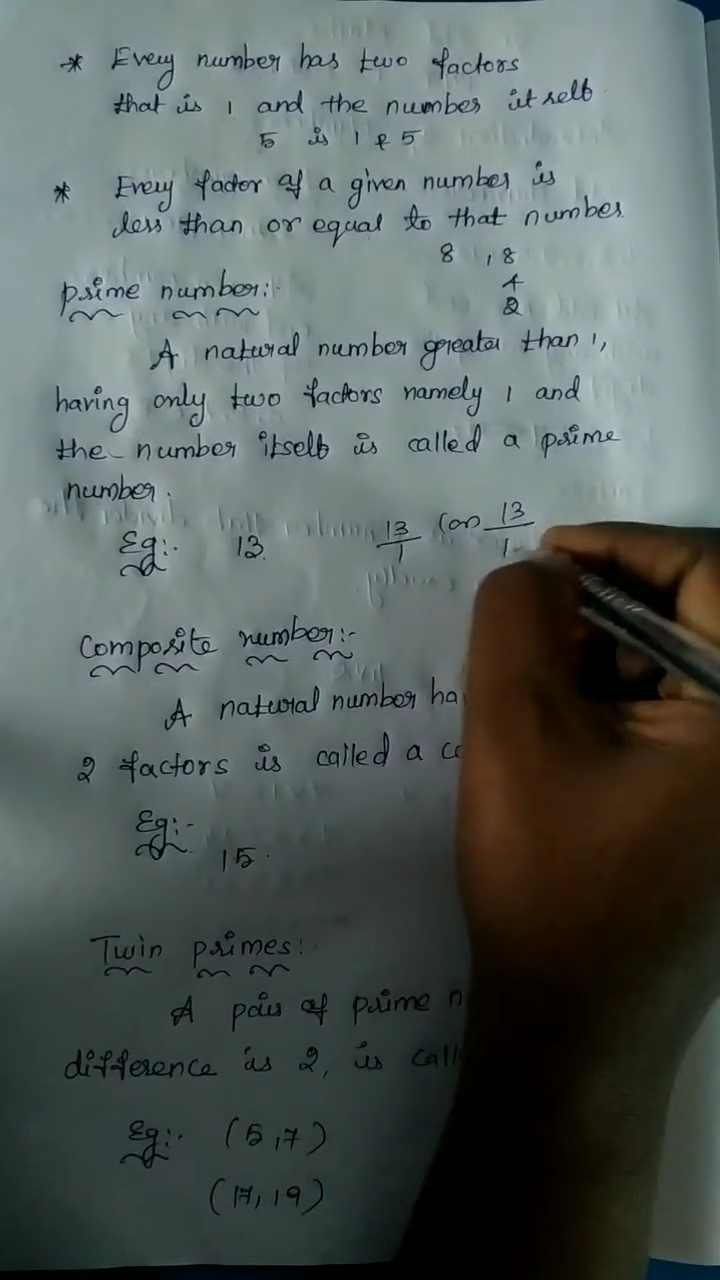 * Every number has two factors
that is 1 and the number itself.
5 is 1 & 5
* Every factor of a given number is
less than or equal to that number
8 , 8
4
2
Prime number:-
A natural number greater than 1,
having only two factors namely 1 and
the number itself is called a prime
number.
Eg:- 13. 13/1 (or) 13/1
Composite number:-
A natural number ha
2 factors is called a c
Eg:-
15.
Twin primes:-
A pair of prime n
difference is 2, is call
Eg:- (5,7)
(17,19)